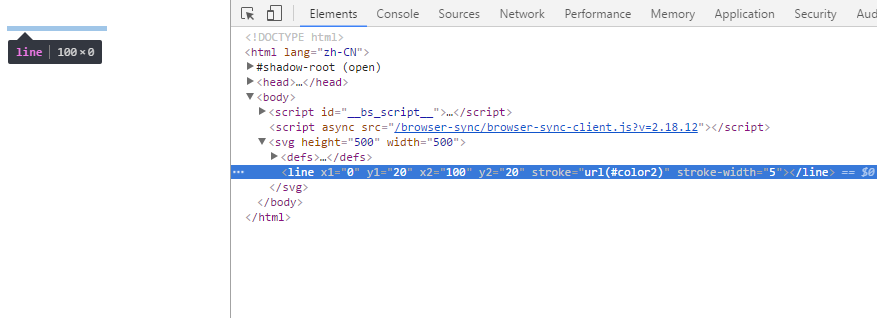 Elements Console Sources Network Performance Memory Application Security Aud
line 100 × 0
<!DOCTYPE html>
<html lang="zh-CN">
▶#shadow-root (open)
▶<head>…</head>
▼<body>
▶<script id="__bs_script__">…</script>
<script async src="/browser-sync/browser-sync-client.js?v=2.18.12"></script>
▼<svg height="500" width="500">
▶<defs>…</defs>
<line x1="0" y1="20" x2="100" y2="20" stroke="url(#color2)" stroke-width="5"></line> == $0
</svg>
</body>
</html>